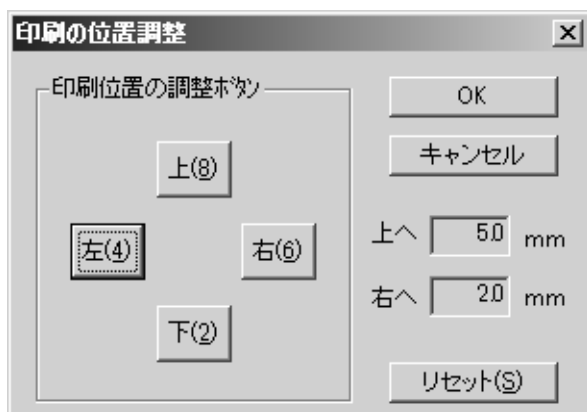 印刷の位置調整
印刷位置の調整ﾎﾞﾀﾝ
上(8)
左(4)
右(6)
下(2)
OK
キャンセル
上へ 5.0 mm
右へ 2.0 mm
リセット(S)